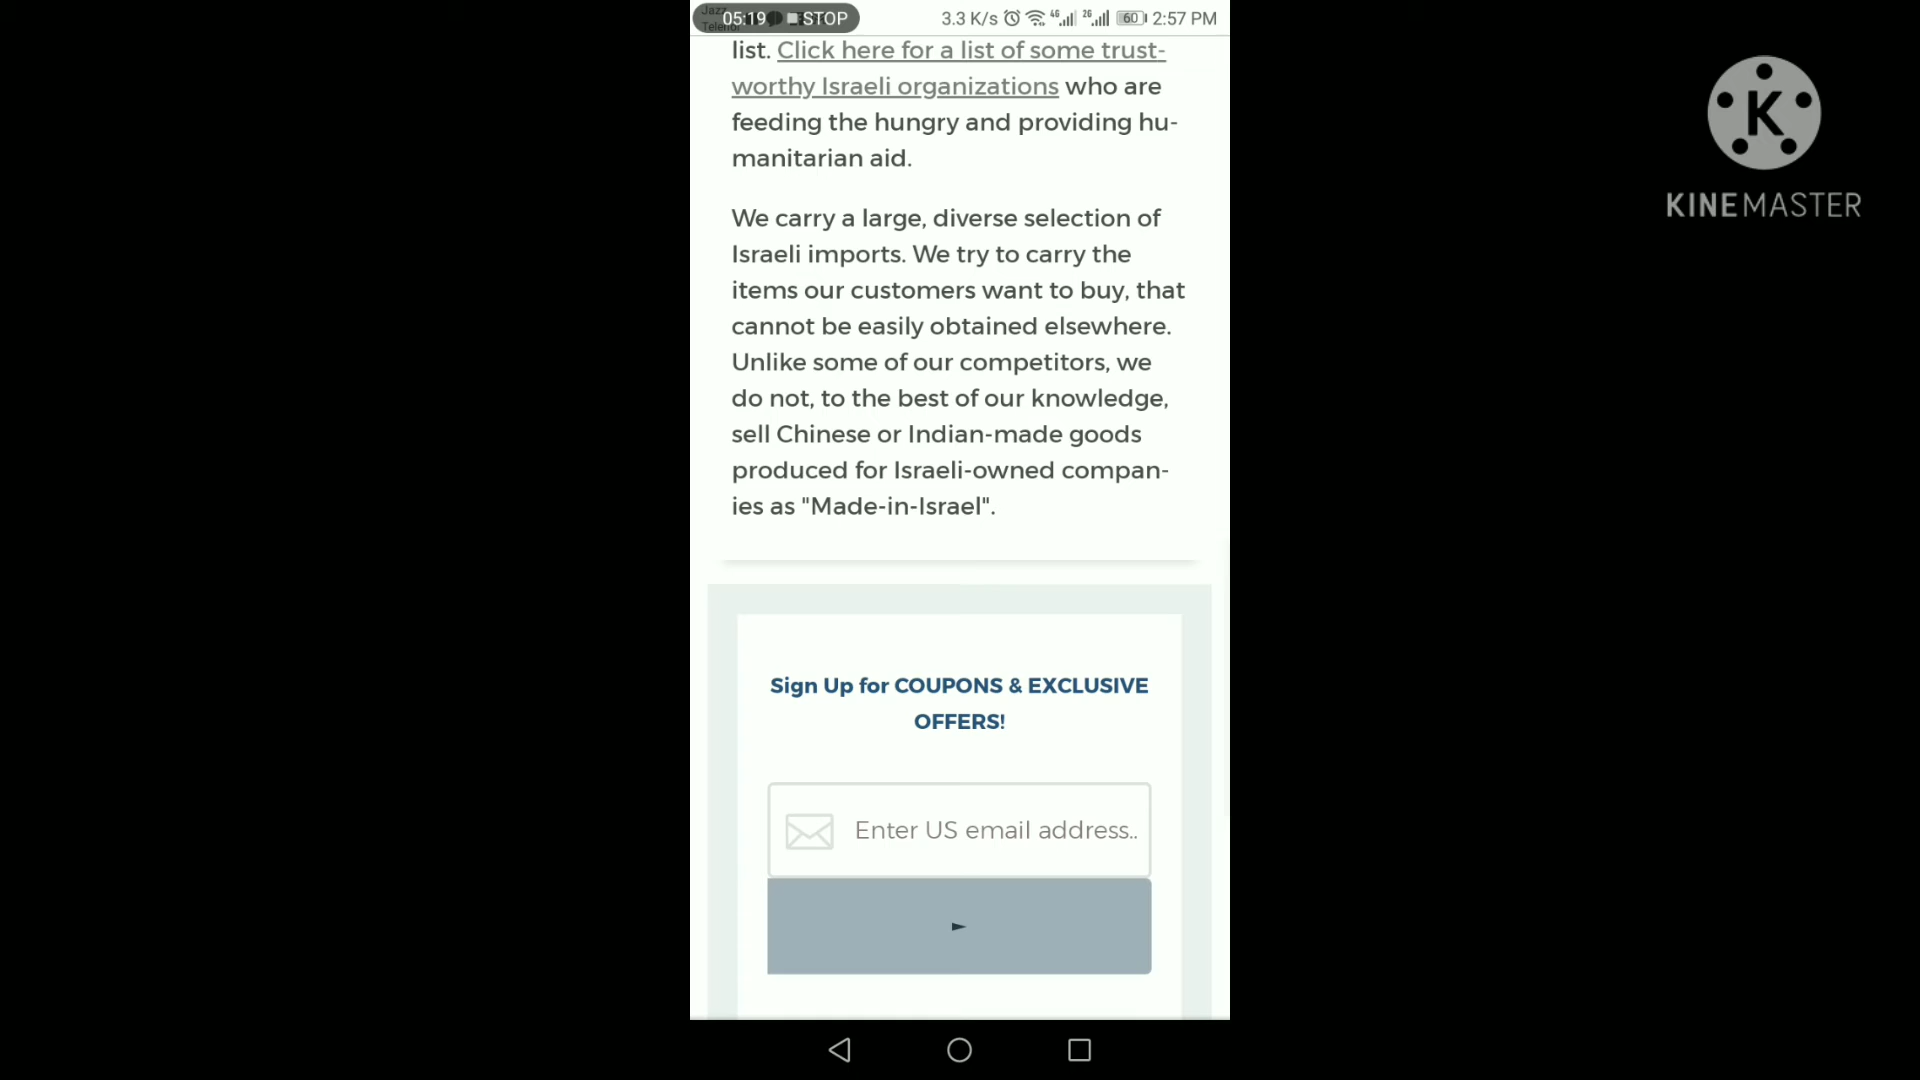 Jazz
Telenor
05:19 STOP
3.3 K/s 4G 2G 60 2:57 PM
list. Click here for a list of some trust-
worthy Israeli organizations who are
feeding the hungry and providing hu-
manitarian aid.
We carry a large, diverse selection of
Israeli imports. We try to carry the
items our customers want to buy, that
cannot be easily obtained elsewhere.
Unlike some of our competitors, we
do not, to the best of our knowledge,
sell Chinese or Indian-made goods
produced for Israeli-owned compan-
ies as "Made-in-Israel".
Sign Up for COUPONS & EXCLUSIVE
OFFERS!
Enter US email address..
K
KINEMASTER